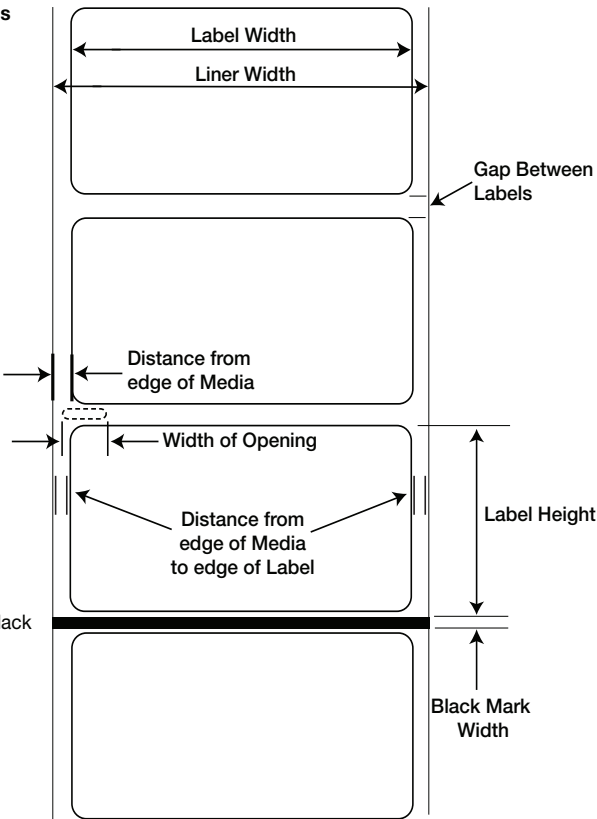 s
Label Width
Liner Width
Gap Between
Labels
Distance from
edge of Media
Width of Opening
Label Height
Distance from
edge of Media
to edge of Label
lack
Black Mark
Width